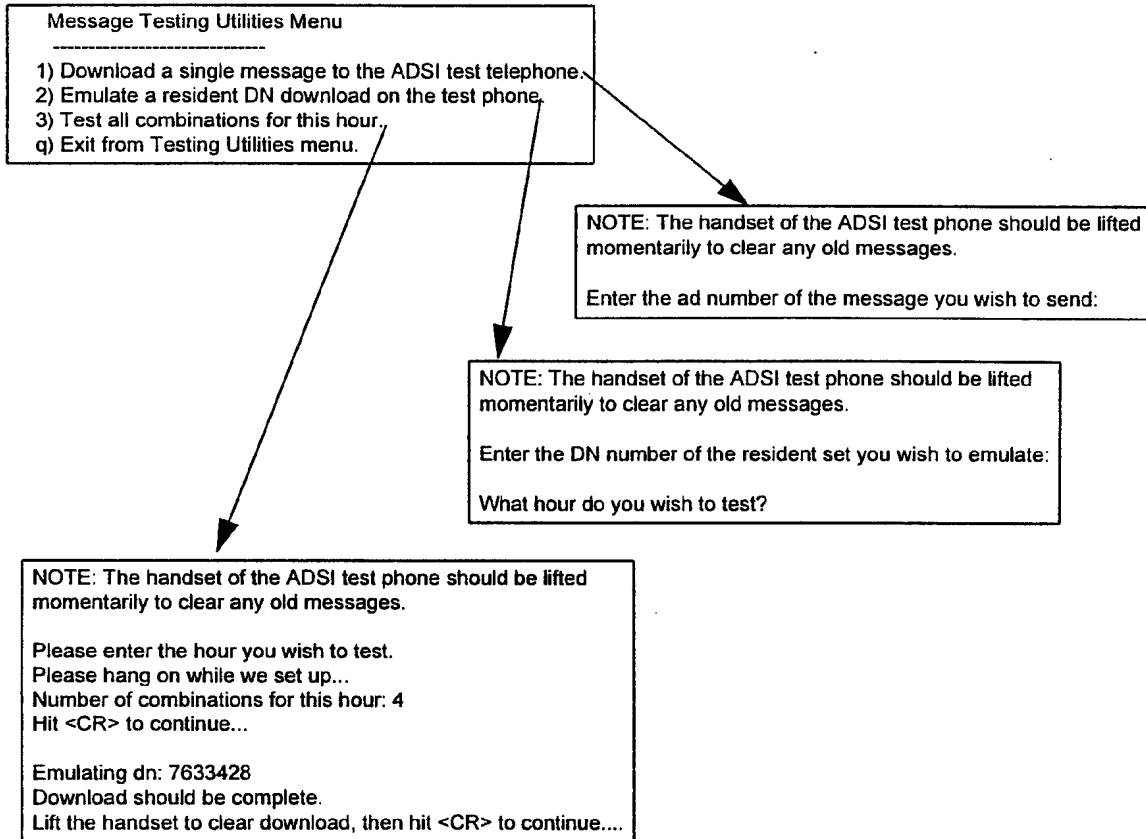 Message Testing Utilities Menu
------------------------------
1) Download a single message to the ADSI test telephone.
2) Emulate a resident DN download on the test phone.
3) Test all combinations for this hour..
q) Exit from Testing Utilities menu.
NOTE: The handset of the ADSI test phone should be lifted
momentarily to clear any old messages.
Enter the ad number of the message you wish to send:
NOTE: The handset of the ADSI test phone should be lifted
momentarily to clear any old messages.
Enter the DN number of the resident set you wish to emulate:
What hour do you wish to test?
NOTE: The handset of the ADSI test phone should be lifted
momentarily to clear any old messages.
Please enter the hour you wish to test.
Please hang on while we set up...
Number of combinations for this hour: 4
Hit <CR> to continue...
Emulating dn: 7633428
Download should be complete.
Lift the handset to clear download, then hit <CR> to continue....